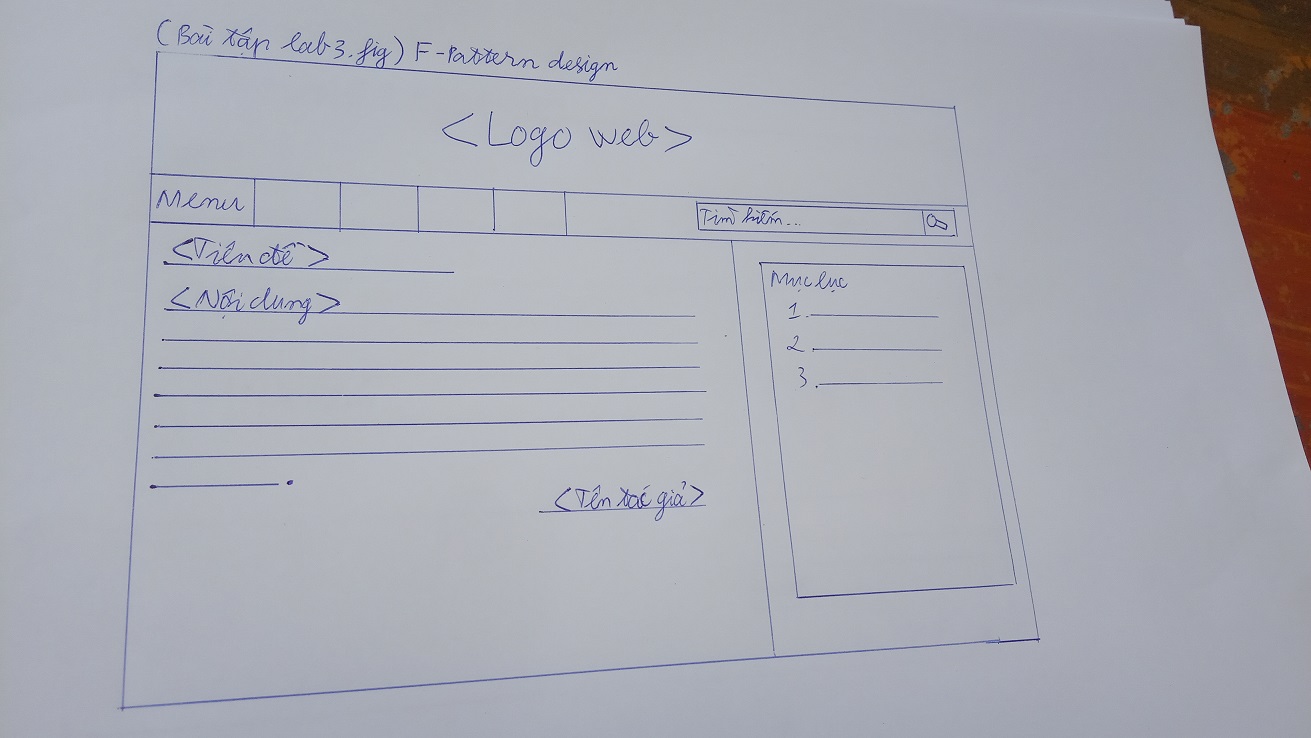 (Bài tập lab3.fig) F-Pattern design
<Logo web>
Menu
Tìm kiếm...
<Tiên đề>
<Nội dung>
<Tên tác giả>
Mục lục
1.
2.
3.